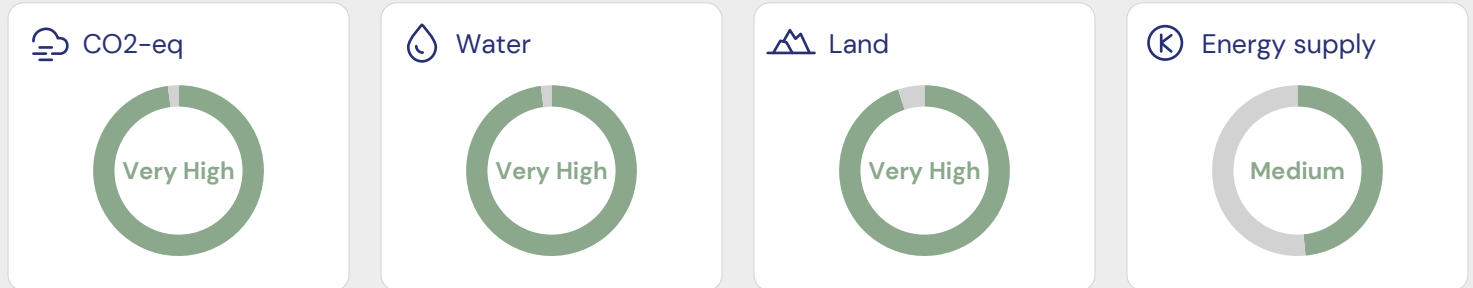 CO2-eq
Very High
Water
Very High
Land
Very High
Energy supply
Medium